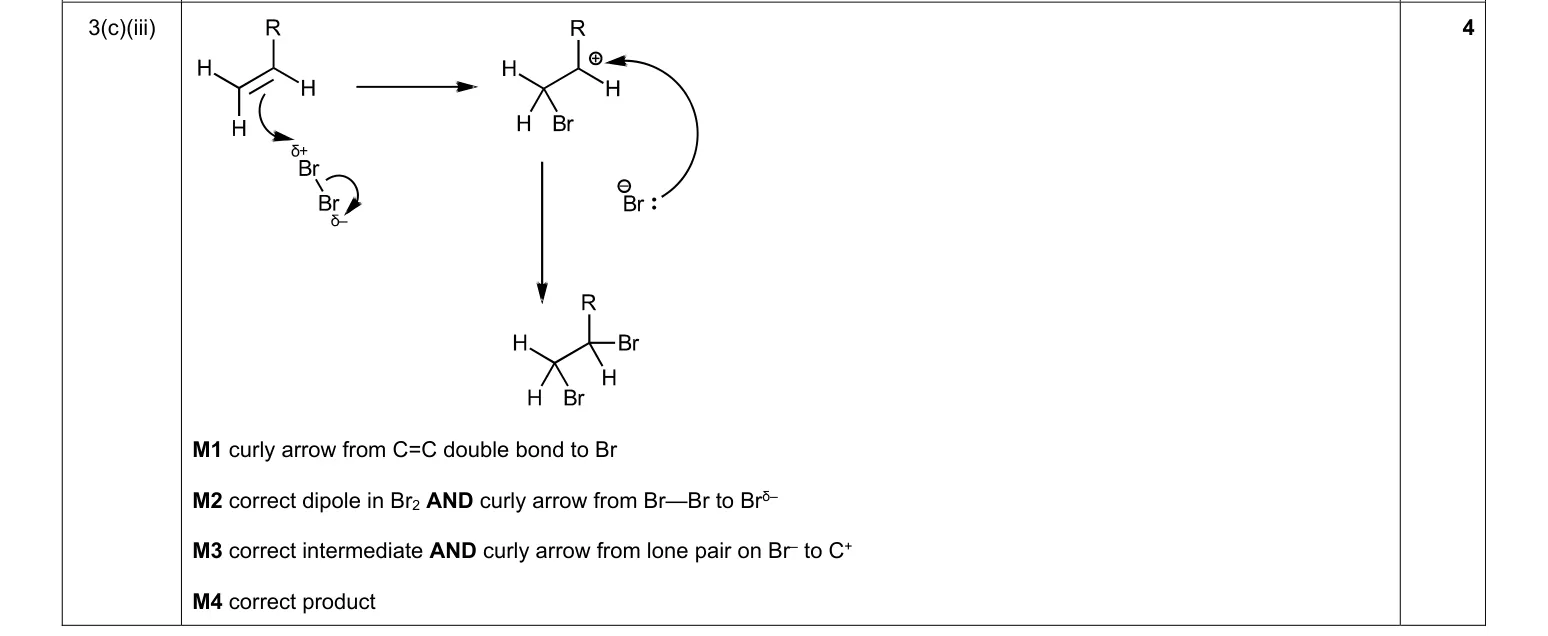 3(c)(iii)
4
R
R
H
⊕
H
H
H
H
H Br
δ+
Br
Br
δ–
⊖
Br :
R
H
Br
H
H Br
M1 curly arrow from C=C double bond to Br
M2 correct dipole in Br₂ AND curly arrow from Br—Br to Brδ–
M3 correct intermediate AND curly arrow from lone pair on Br⁻ to C⁺
M4 correct product